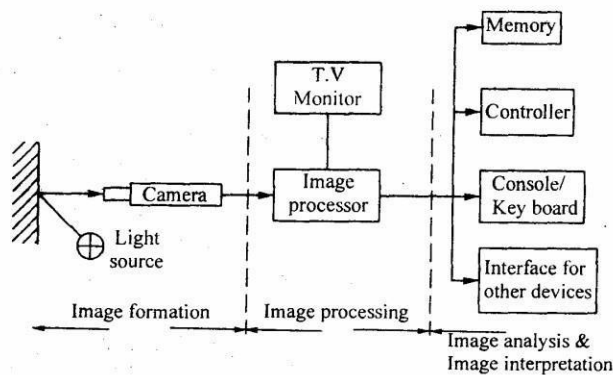 Memory
T.V
Monitor
Controller
Camera
Image
processor
Console/
Key board
Light
source
Interface for
other devices
Image formation
Image processing
Image analysis &
Image interpretation